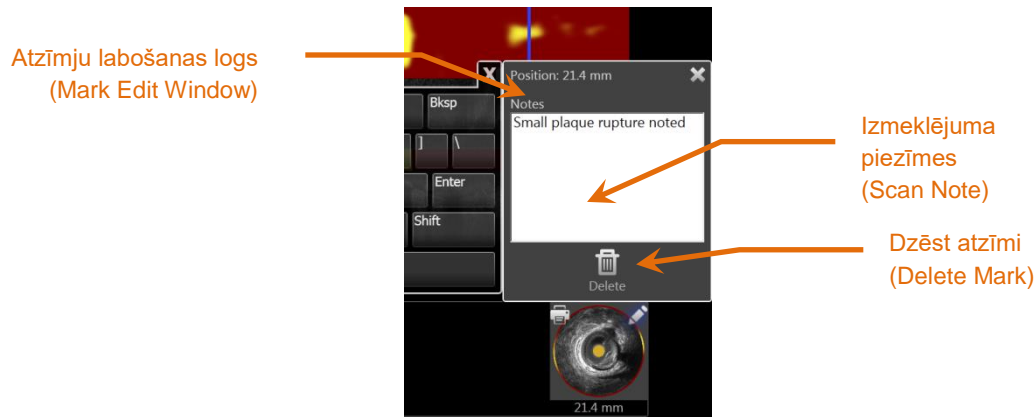 Atzīmju labošanas logs
(Mark Edit Window)
X
Position: 21.4 mm
Notes
Small plaque rupture noted
Bksp
]
\
Enter
Shift
Delete
21.4 mm
Izmeklējuma
piezīmes
(Scan Note)
Dzēst atzīmi
(Delete Mark)